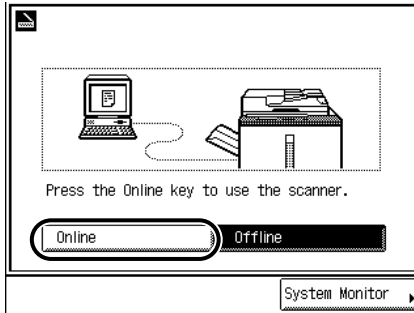 Press the Online key to use the scanner.
Online
Offline
System Monitor